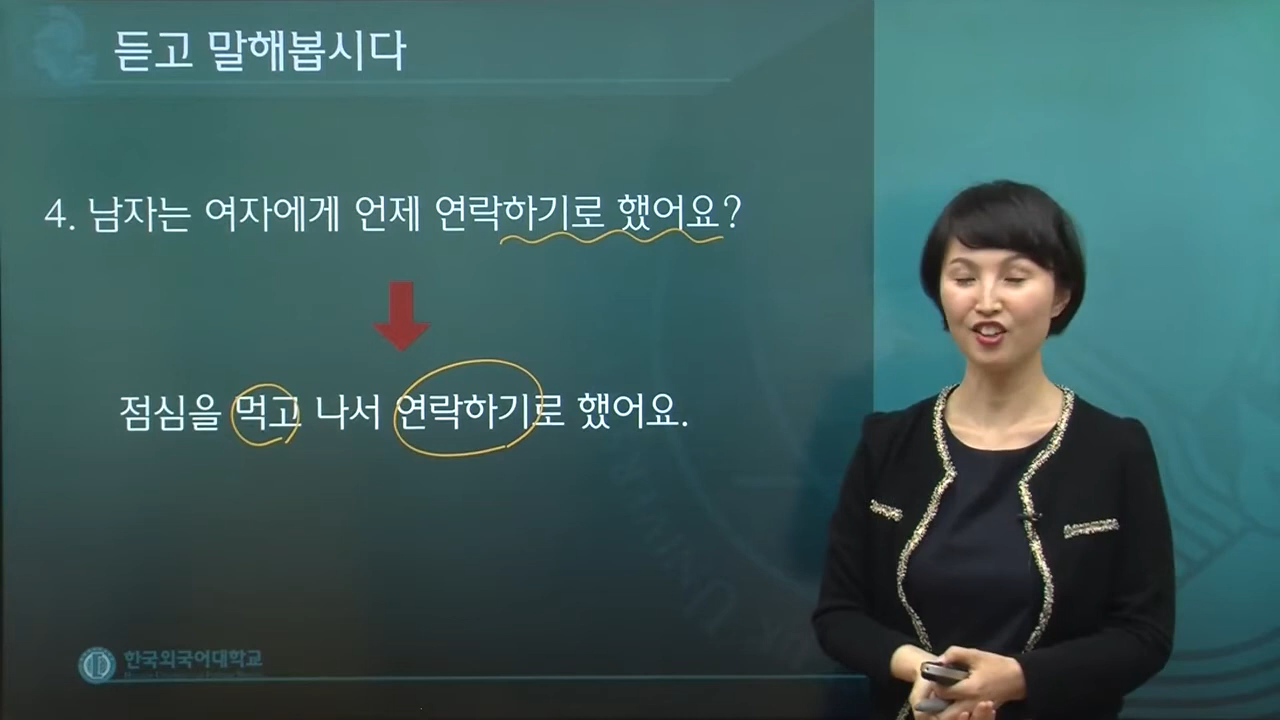 듣고 말해봅시다
4. 남자는 여자에게 언제 연락하기로 했어요?
점심을 먹고 나서 연락하기로 했어요.
한국외국어대학교